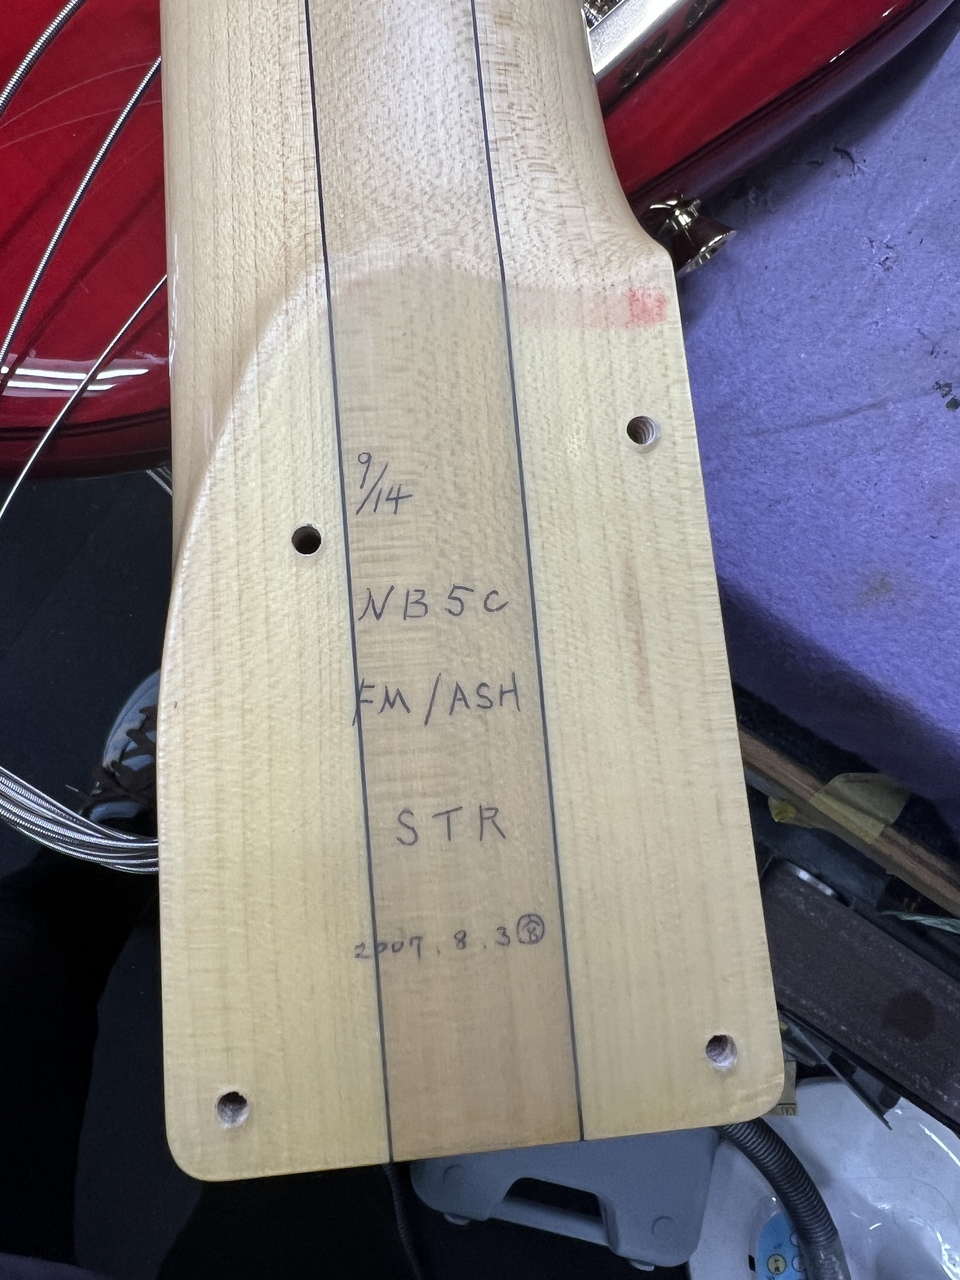 9/14
NB5C
FM/ASH
STR
2007.8.3